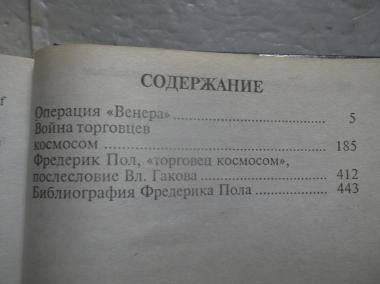 СОДЕРЖАНИЕ
Операция «Венера» 5
Война торговцев
космосом 185
Фредерик Пол, «торговец космосом»,
послесловие Вл. Гакова 412
Библиография Фредерика Пола 443